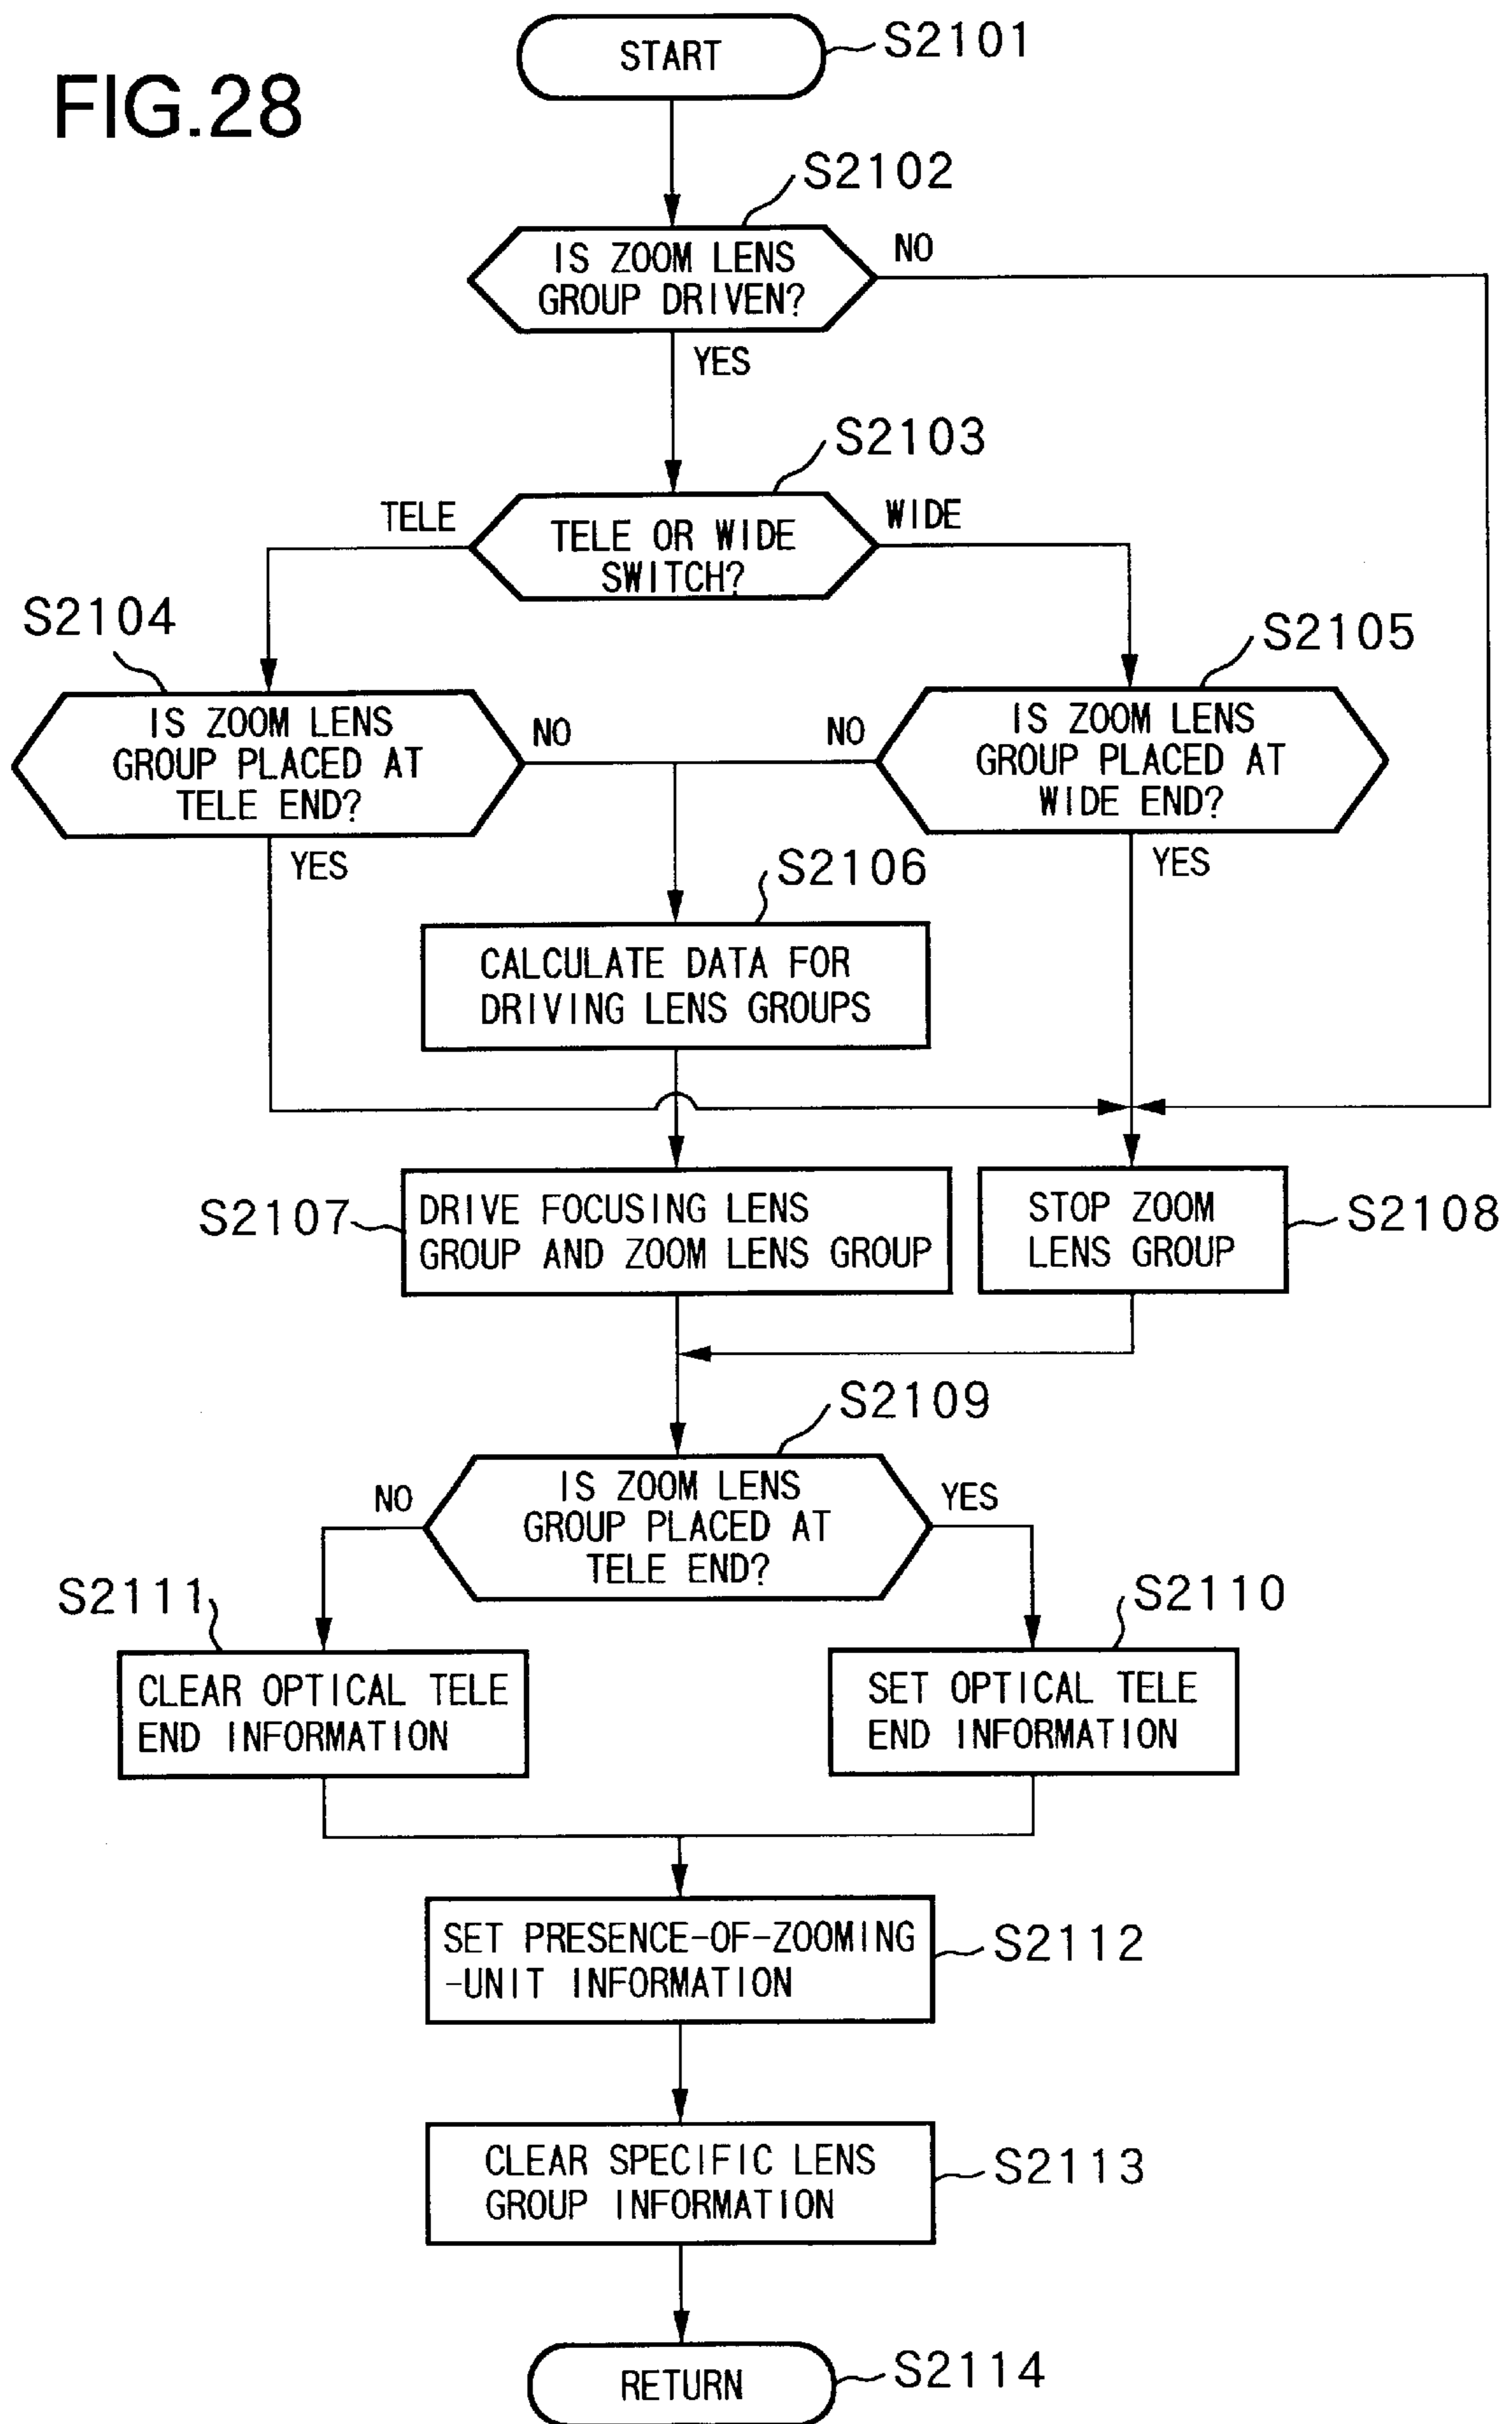 FIG.28
START
S2101
S2102
IS ZOOM LENS
GROUP DRIVEN?
NO
YES
S2103
TELE
TELE OR WIDE
SWITCH?
WIDE
S2104
S2105
IS ZOOM LENS
GROUP PLACED AT
TELE END?
NO
NO
IS ZOOM LENS
GROUP PLACED AT
WIDE END?
YES
YES
S2106
CALCULATE DATA FOR
DRIVING LENS GROUPS
S2107
DRIVE FOCUSING LENS
GROUP AND ZOOM LENS GROUP
STOP ZOOM
LENS GROUP
S2108
S2109
NO
IS ZOOM LENS
GROUP PLACED AT
TELE END?
YES
S2111
S2110
CLEAR OPTICAL TELE
END INFORMATION
SET OPTICAL TELE
END INFORMATION
SET PRESENCE-OF-ZOOMING
-UNIT INFORMATION
S2112
CLEAR SPECIFIC LENS
GROUP INFORMATION
S2113
RETURN
S2114